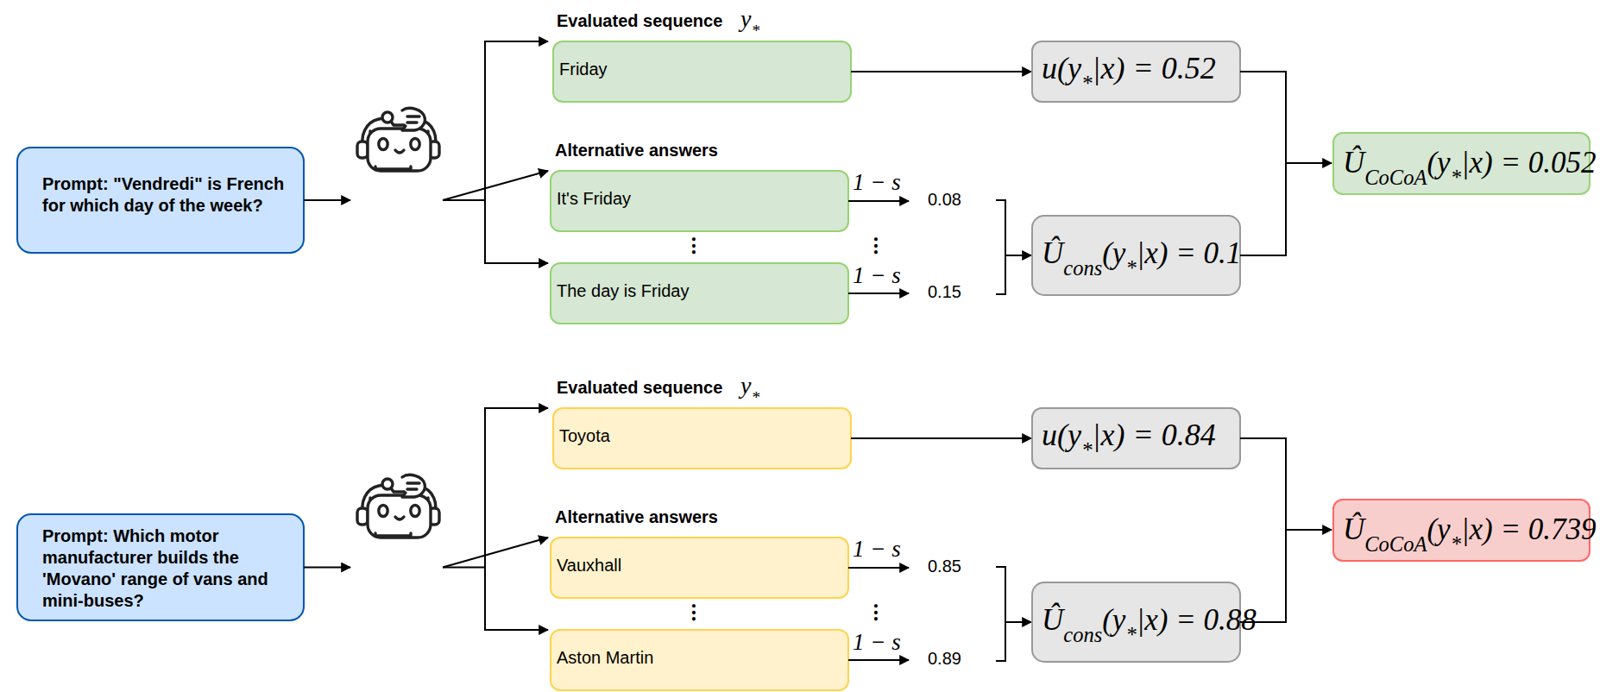 Evaluated sequence y*
Friday
u(y*|x) = 0.52
Prompt: "Vendredi" is French
for which day of the week?
Alternative answers
It's Friday
1 − s
0.08
⋮ ⋮
The day is Friday
1 − s
0.15
Û_cons(y*|x) = 0.1
Û_CoCoA(y*|x) = 0.052
Evaluated sequence y*
Toyota
u(y*|x) = 0.84
Prompt: Which motor
manufacturer builds the
'Movano' range of vans and
mini-buses?
Alternative answers
Vauxhall
1 − s
0.85
⋮ ⋮
Aston Martin
1 − s
0.89
Û_cons(y*|x) = 0.88
Û_CoCoA(y*|x) = 0.739